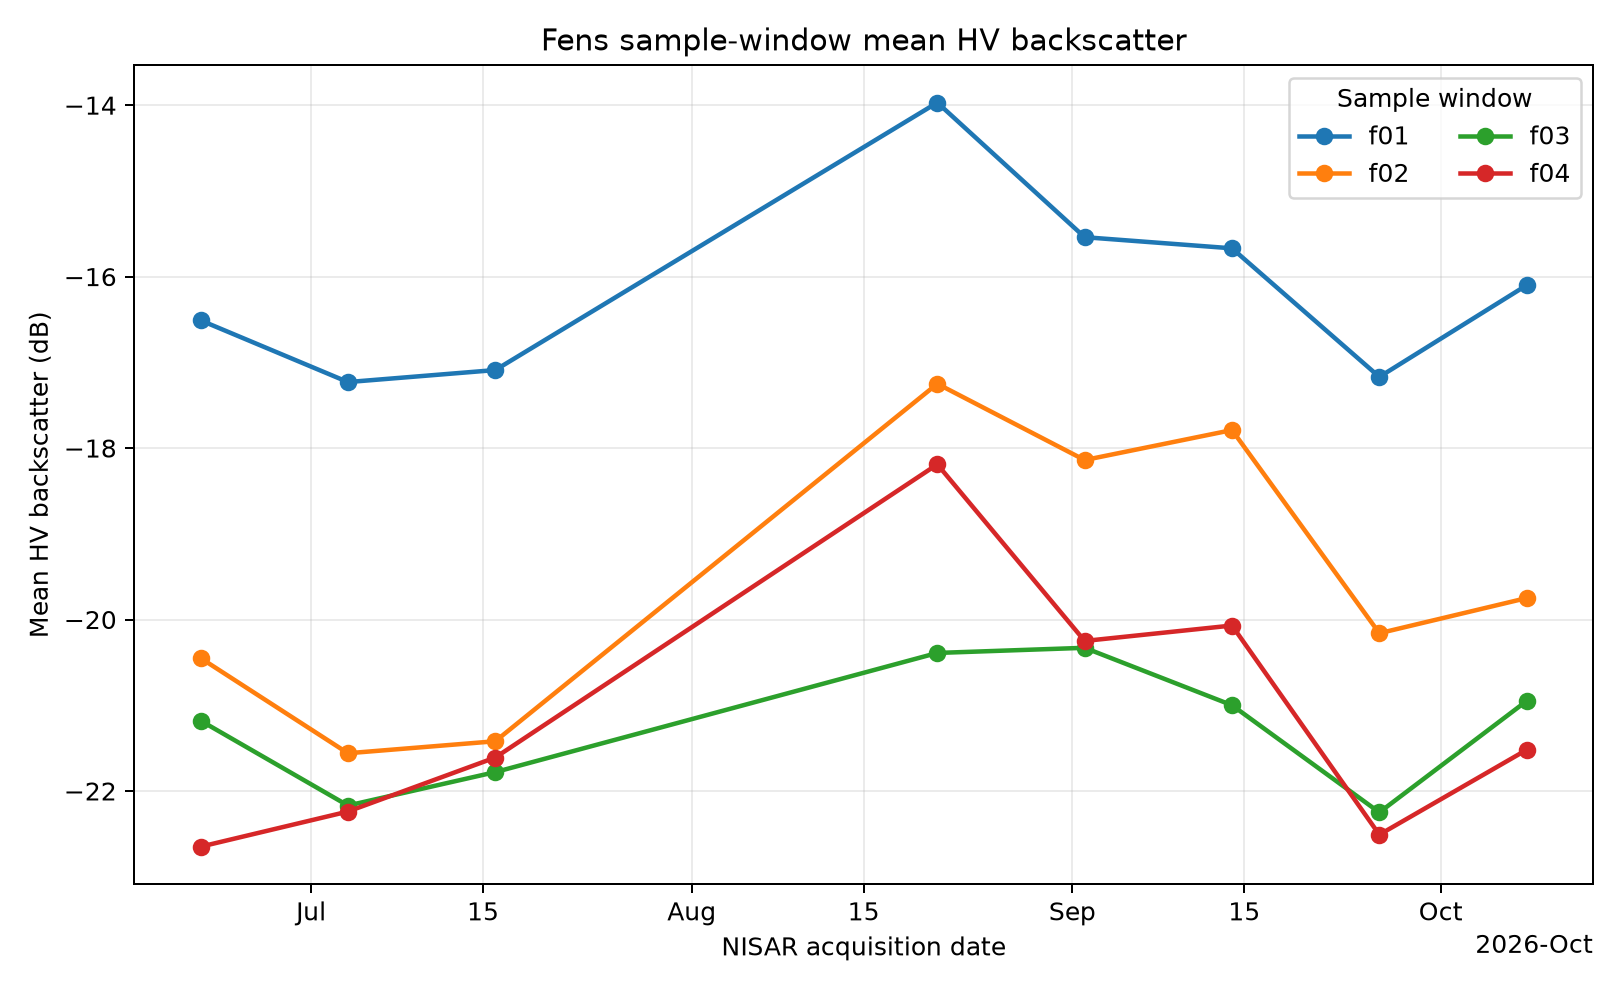 Fens sample-window mean HV backscatter
Sample window
f01 f03
f02 f04
−14
−16
−18
−20
−22
Mean HV backscatter (dB)
Jul 15 Aug 15 Sep 15 Oct
NISAR acquisition date
2026-Oct